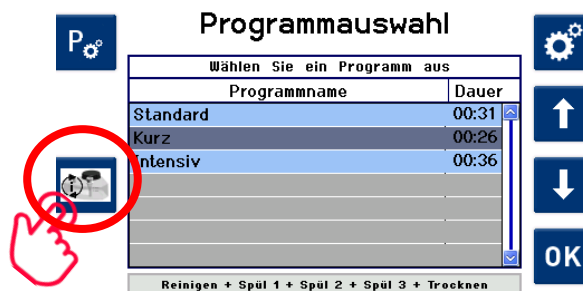 Programmauswahl
P
Wählen Sie ein Programm aus
Programmname Dauer
Standard 00:31
Kurz 00:26
Intensiv 00:36
i
OK
Reinigen + Spül 1 + Spül 2 + Spül 3 + Trocknen